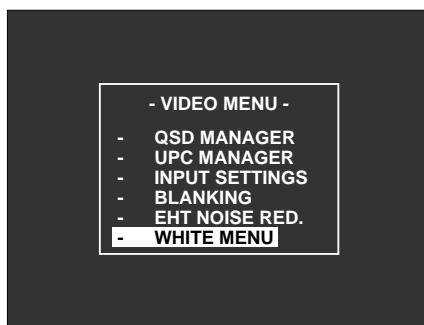 - VIDEO MENU -
- QSD MANAGER
- UPC MANAGER
- INPUT SETTINGS
- BLANKING
- EHT NOISE RED.
- WHITE MENU